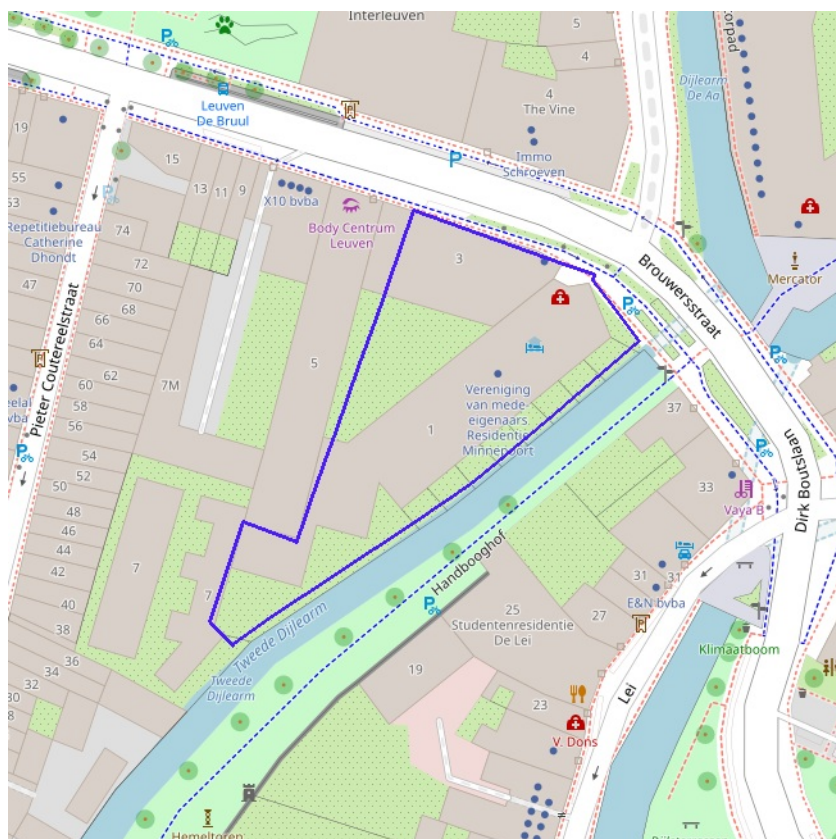 Interleuven
5
4
4
The Vine
orpad
Dijlearm
De Aa
P
P
P
Leuven
De Bruul
P
Immo
Schroeven
19
15
13
11
9
X10 bvba
Body Centrum
Leuven
55
53
Repetitiebureau
Catherine
Dhondt
74
72
70
68
66
64
62
60
58
56
54
52
50
48
46
44
42
40
38
36
34
32
30
28
47
P
Pieter Coutereelstraat
7M
5
3
1
7
7
Brouwersstraat
Mercator
P
P
P
P
P
Vereniging
van mede-
eigenaars
Residentie
Minnepoort
37
33
Vaya B
Dirk Boutslaan
31
31
E&N bvba
27
P
Klimaatboom
Handbooghof
P
25
Studentenresidentie
De Lei
19
23
V. Dons
Lei
Tweede Dijlearm
Tweede
Dijlearm
Hemeltoren